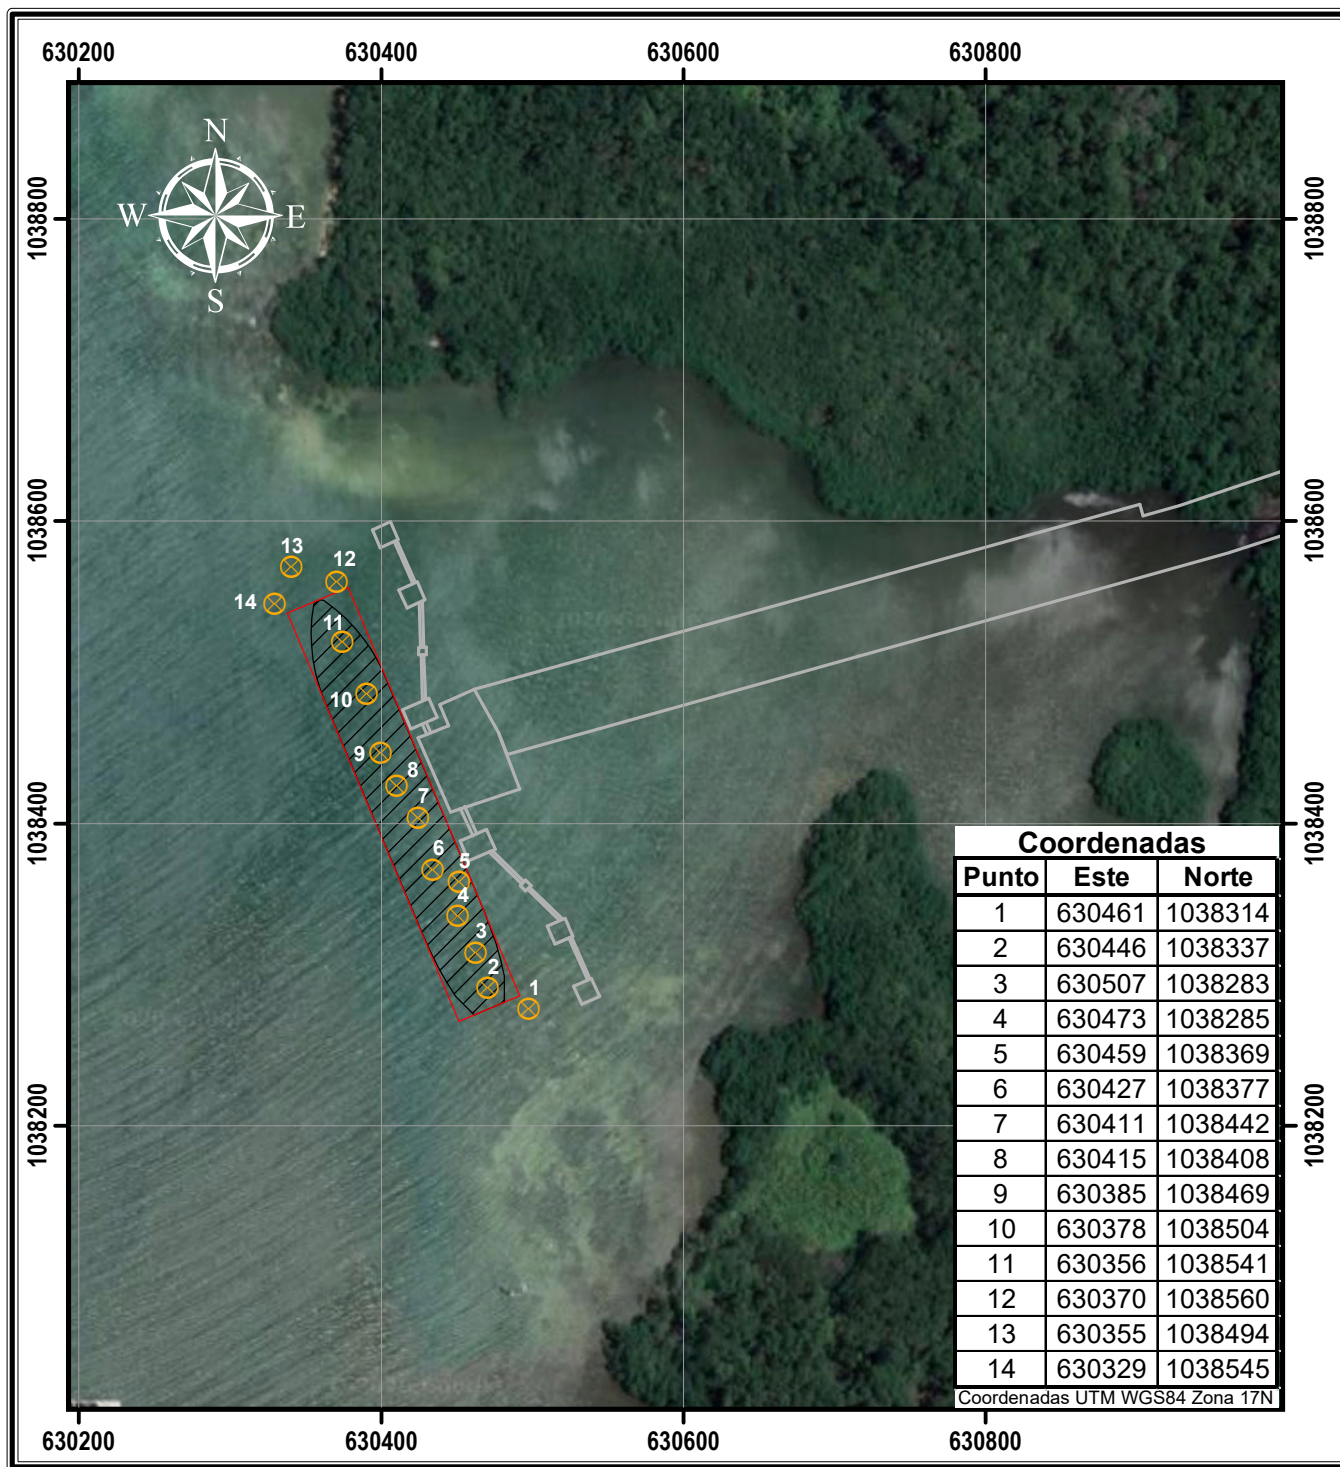 630200 630400 630600 630800
N
W E
S
1038800 1038800
1038600 1038600
1038400 1038400
1038200 1038200
13
12
14
11
10
9
8
7
6
5
4
3
2
1
Coordenadas
Punto Este Norte
1 630461 1038314
2 630446 1038337
3 630507 1038283
4 630473 1038285
5 630459 1038369
6 630427 1038377
7 630411 1038442
8 630415 1038408
9 630385 1038469
10 630378 1038504
11 630356 1038541
12 630370 1038560
13 630355 1038494
14 630329 1038545
Coordenadas UTM WGS84 Zona 17N
630200 630400 630600 630800